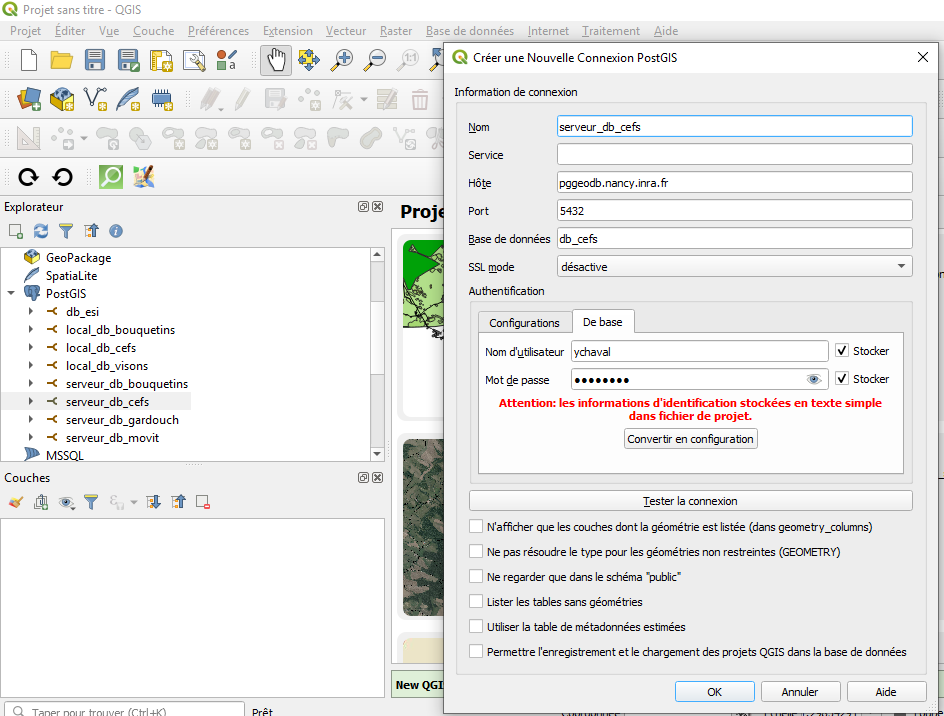 Projet sans titre - QGIS
Projet Éditer Vue Couche Préférences Extension Vecteur Raster Base de données Internet Traitement Aide
Créer une Nouvelle Connexion PostGIS
Information de connexion
Nom serveur_db_cefs
Service
Hôte pggeodb.nancy.inra.fr
Port 5432
Base de données db_cefs
SSL mode désactive
Authentification
Configurations De base
Nom d'utilisateur ychaval Stocker
Mot de passe ●●●●●●●● Stocker
Attention: les informations d'identification stockées en texte simple
dans fichier de projet.
Convertir en configuration
Tester la connexion
N'afficher que les couches dont la géométrie est listée (dans geometry_columns)
Ne pas résoudre le type pour les géométries non restreintes (GEOMETRY)
Ne regarder que dans le schéma "public"
Lister les tables sans géométries
Utiliser la table de métadonnées estimées
Permettre l'enregistrement et le chargement des projets QGIS dans la base de données
OK Annuler Aide
Explorateur
GeoPackage
SpatiaLite
PostGIS
db_esi
local_db_bouquetins
local_db_cefs
local_db_visons
serveur_db_bouquetins
serveur_db_cefs
serveur_db_gardouch
serveur_db_movit
MSSQL
Couches
Proje
New QGI
Taper pour trouver (Ctrl+K) Prêt